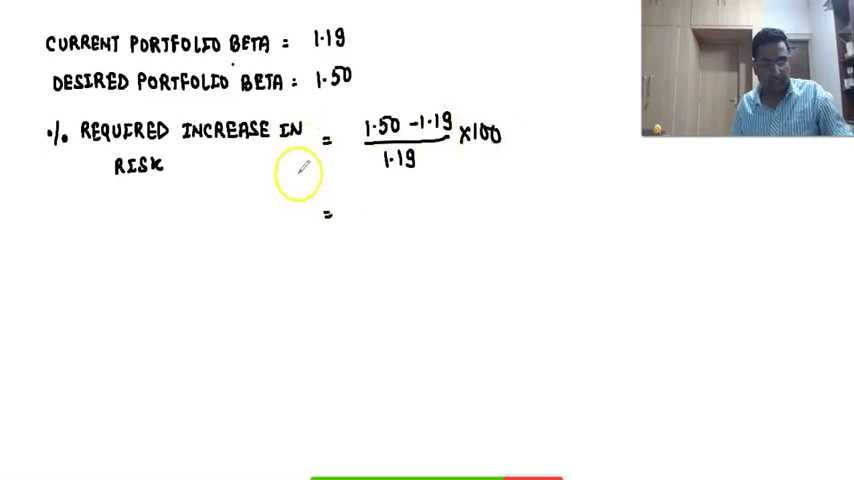 CURRENT PORTFOLIO BETA = 1.19
DESIRED PORTFOLIO BETA = 1.50
% REQUIRED INCREASE IN RISK = (1.50 - 1.19) / 1.19 × 100
=